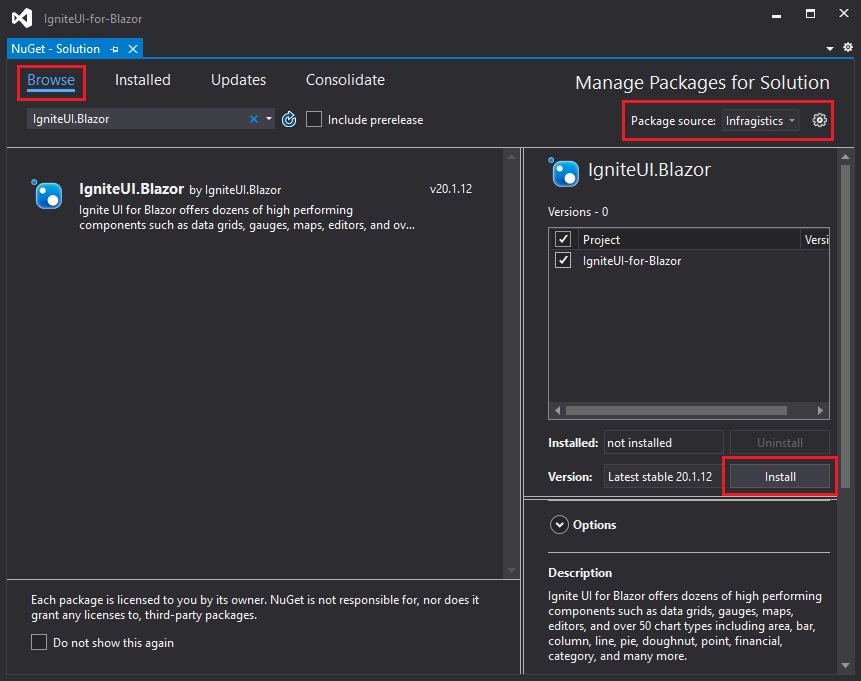 IgniteUI-for-Blazor
NuGet - Solution
Browse Installed Updates Consolidate
Manage Packages for Solution
IgniteUI.Blazor
Include prerelease
Package source: Infragistics
IgniteUI.Blazor by IgniteUI.Blazor v20.1.12
Ignite UI for Blazor offers dozens of high performing
components such as data grids, gauges, maps, editors, and ov...
Each package is licensed to you by its owner. NuGet is not responsible for, nor does it
grant any licenses to, third-party packages.
Do not show this again
IgniteUI.Blazor
Versions - 0
Project Versi
IgniteUI-for-Blazor
Installed: not installed Uninstall
Version: Latest stable 20.1.12 Install
Options
Description
Ignite UI for Blazor offers dozens of high performing
components such as data grids, gauges, maps,
editors, and over 50 chart types including area, bar,
column, line, pie, doughnut, point, financial,
category, and many more.